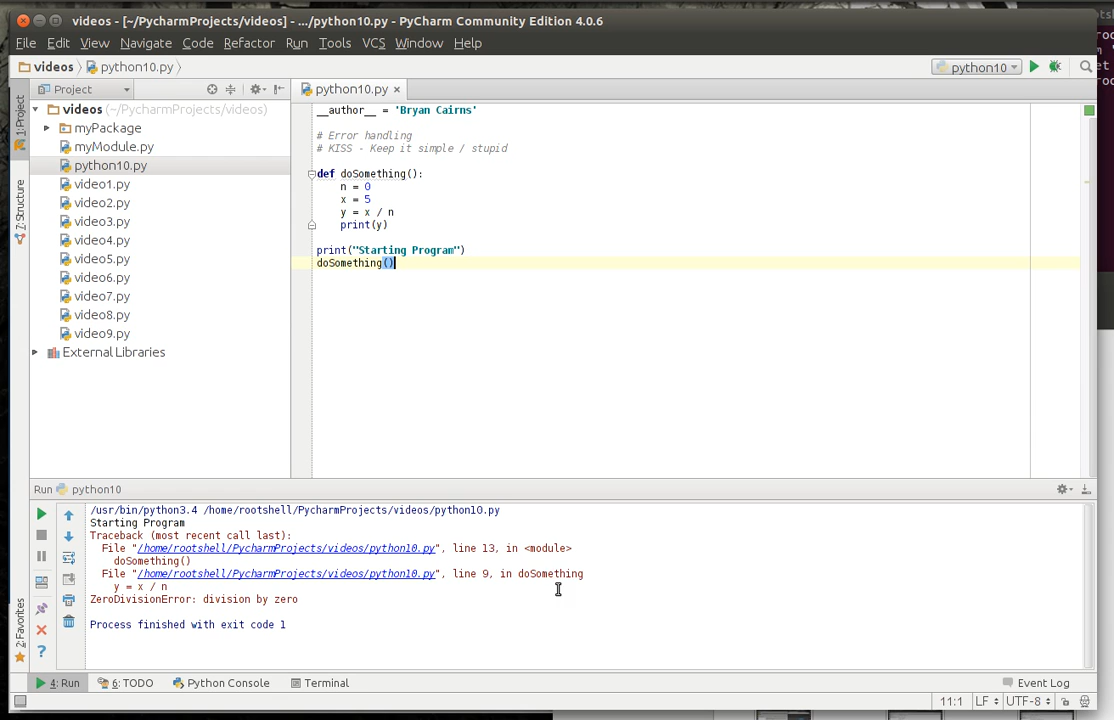 videos - [~/PycharmProjects/videos] - .../python10.py - PyCharm Community Edition 4.0.6
File Edit View Navigate Code Refactor Run Tools VCS Window Help
videos python10.py python10
1: Project
Project
python10.py
videos (~/PycharmProjects/videos)
myPackage
myModule.py
python10.py
video1.py
video2.py
video3.py
video4.py
video5.py
video6.py
video7.py
video8.py
video9.py
External Libraries
Z: Structure
2: Favorites
__author__ = 'Bryan Cairns'
# Error handling
# KISS - Keep it simple / stupid
def doSomething():
n = 0
x = 5
y = x / n
print(y)
print("Starting Program")
doSomething()
Run python10
/usr/bin/python3.4 /home/rootshell/PycharmProjects/videos/python10.py
Starting Program
Traceback (most recent call last):
File "/home/rootshell/PycharmProjects/videos/python10.py", line 13, in <module>
doSomething()
File "/home/rootshell/PycharmProjects/videos/python10.py", line 9, in doSomething
y = x / n
ZeroDivisionError: division by zero
Process finished with exit code 1
4: Run 6: TODO Python Console Terminal Event Log
11:1 LF UTF-8